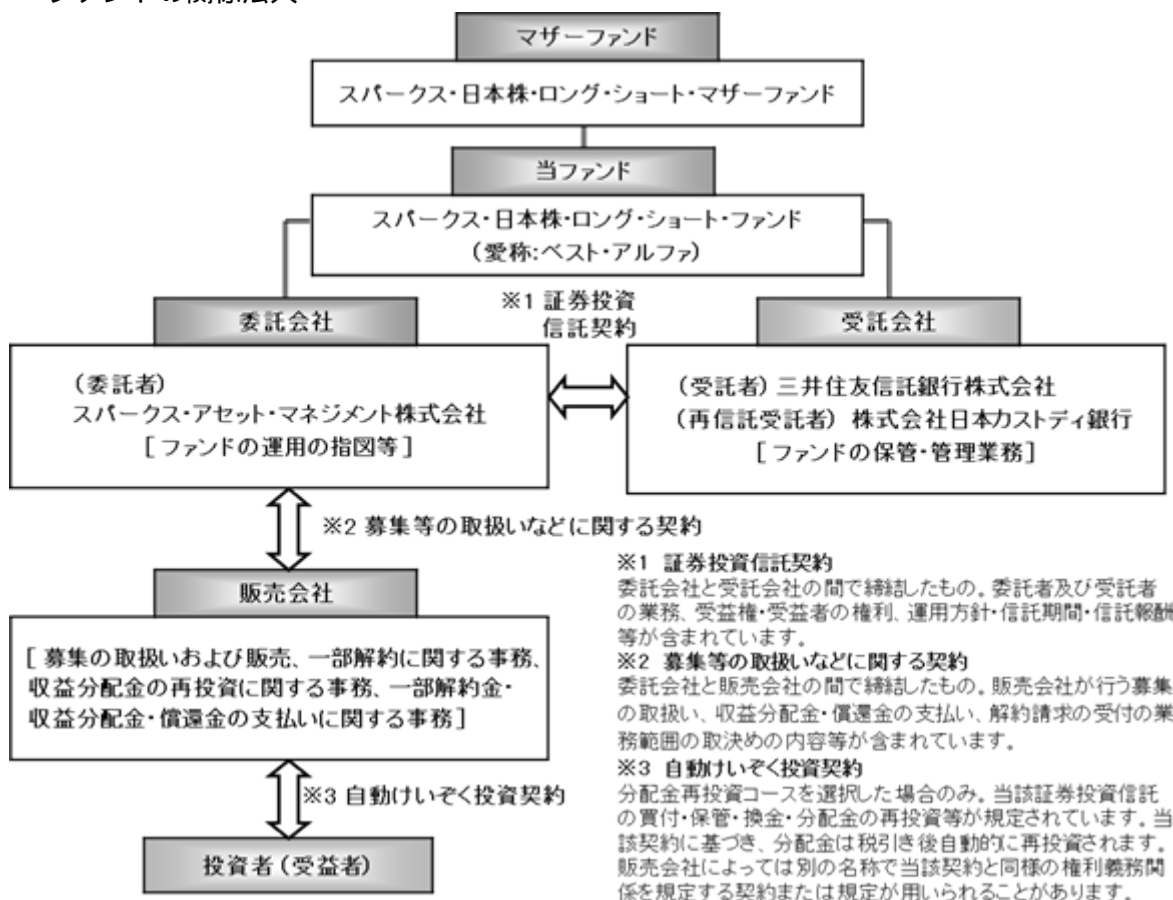 マザーファンド
スパークス・日本株・ロング・ショート・マザーファンド
当ファンド
スパークス・日本株・ロング・ショート・ファンド
(愛称:ベスト・アルファ)
※1 証券投資
信託契約
委託会社
(委託者)
スパークス・アセット・マネジメント株式会社
[ファンドの運用の指図等]
受託会社
(受託者) 三井住友信託銀行株式会社
(再信託受託者) 株式会社日本カストディ銀行
[ファンドの保管・管理業務]
※2 募集等の取扱いなどに関する契約
販売会社
[ 募集の取扱いおよび販売、一部解約に関する事務、
収益分配金の再投資に関する事務、一部解約金・
収益分配金・償還金の支払いに関する事務]
※3 自動けいぞく投資契約
投資者(受益者)
※1 証券投資信託契約
委託会社と受託会社の間で締結したもの。委託者及び受託者
の業務、受益権・受益者の権利、運用方針・信託期間・信託報酬
等が含まれています。
※2 募集等の取扱いなどに関する契約
委託会社と販売会社の間で締結したもの。販売会社が行う募集
の取扱い、収益分配金・償還金の支払い、解約請求の受付の業
務範囲の取決めの内容等が含まれています。
※3 自動けいぞく投資契約
分配金再投資コースを選択した場合のみ。当該証券投資信託
の買付・保管・換金・分配金の再投資等が規定されています。当
該契約に基づき、分配金は税引き後自動的に再投資されます。
販売会社によっては別の名称で当該契約と同様の権利義務関
係を規定する契約または規定が用いられることがあります。